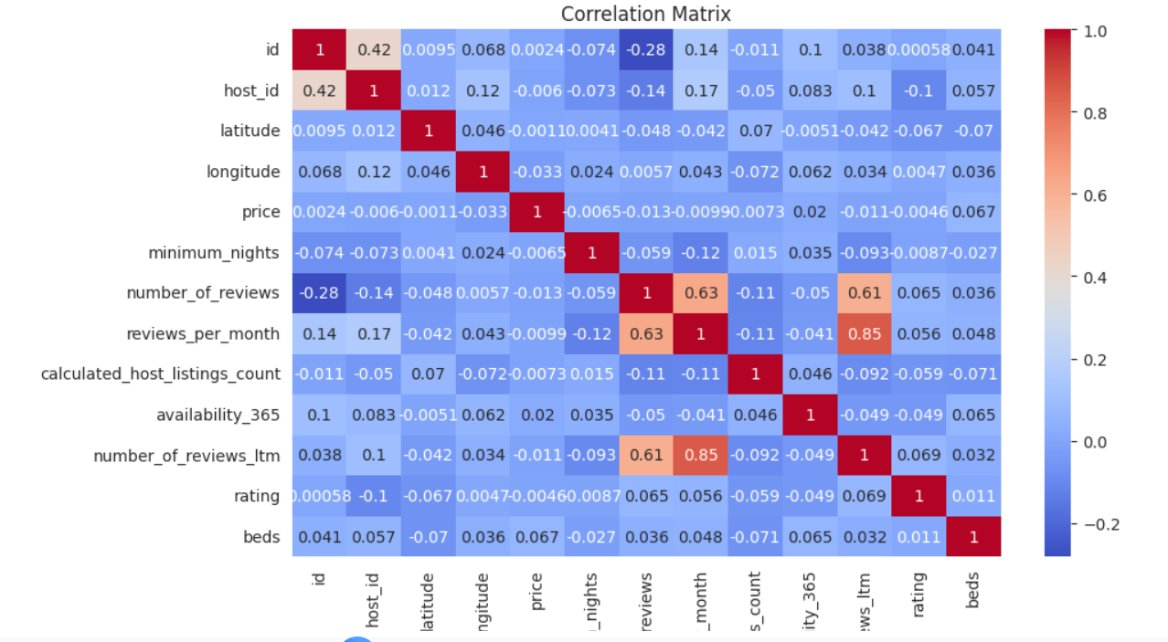 Correlation Matrix
id 1 0.42 0.0095 0.068 0.0024 -0.074 -0.28 0.14 -0.011 0.1 0.038 0.00058 0.041
host_id 0.42 1 0.012 0.12 -0.006 -0.073 -0.14 0.17 -0.05 0.083 0.1 -0.1 0.057
latitude 0.0095 0.012 1 0.046 -0.0011 0.0041 -0.048 -0.042 0.07 -0.0051 -0.042 -0.067 -0.07
longitude 0.068 0.12 0.046 1 -0.033 0.024 0.0057 0.043 -0.072 0.062 0.034 0.0047 0.036
price 0.0024 -0.006 -0.0011 -0.033 1 -0.0065 -0.013 -0.0099 0.0073 0.02 -0.011 -0.0046 0.067
minimum_nights -0.074 -0.073 0.0041 0.024 -0.0065 1 -0.059 -0.12 0.015 0.035 -0.093 -0.0087 -0.027
number_of_reviews -0.28 -0.14 -0.048 0.0057 -0.013 -0.059 1 0.63 -0.11 -0.05 0.61 0.065 0.036
reviews_per_month 0.14 0.17 -0.042 0.043 -0.0099 -0.12 0.63 1 -0.11 -0.041 0.85 0.056 0.048
calculated_host_listings_count -0.011 -0.05 0.07 -0.072 -0.0073 0.015 -0.11 -0.11 1 0.046 -0.092 -0.059 -0.071
availability_365 0.1 0.083 -0.0051 0.062 0.02 0.035 -0.05 -0.041 0.046 1 -0.049 -0.049 0.065
number_of_reviews_ltm 0.038 0.1 -0.042 0.034 -0.011 -0.093 0.61 0.85 -0.092 -0.049 1 0.069 0.032
rating 0.00058 -0.1 -0.067 0.0047 -0.0046 0.0087 0.065 0.056 -0.059 -0.049 0.069 1 0.011
beds 0.041 0.057 -0.07 0.036 0.067 -0.027 0.036 0.048 -0.071 0.065 0.032 0.011 1
id host_id latitude ngitude price _nights reviews _month s_count ity_365 ws_ltm rating beds
1.0
0.8
0.6
0.4
0.2
0.0
−0.2